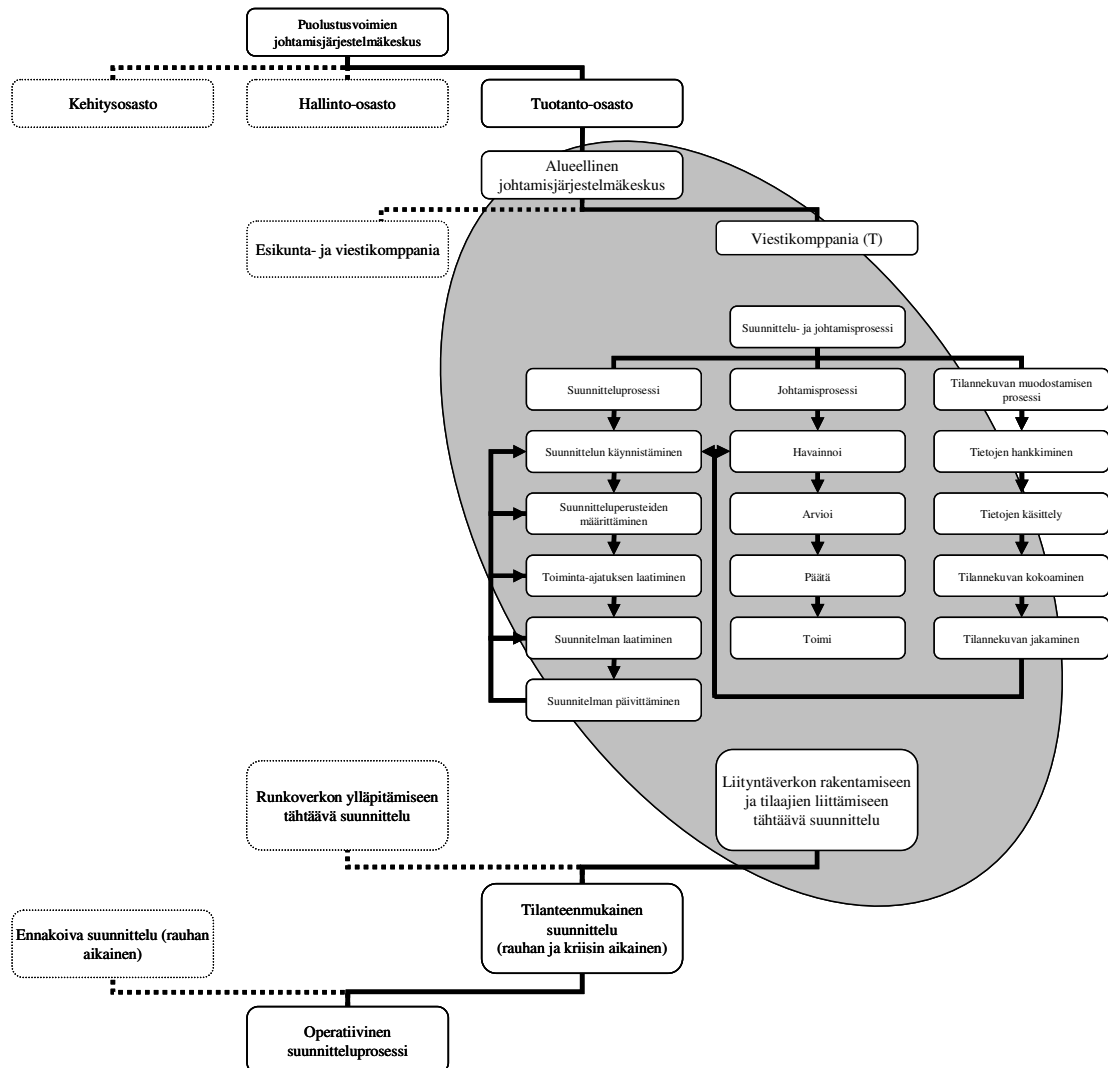 Puolustusvoimien
johtamisjärjestelmäkeskus
Kehitysosasto
Hallinto-osasto
Tuotanto-osasto
Alueellinen
johtamisjärjestelmäkeskus
Esikunta- ja viestikomppania
Viestikomppania (T)
Suunnittelu- ja johtamisprosessi
Suunnitteluprosessi
Johtamisprosessi
Tilannekuvan muodostamisen
prosessi
Suunnittelun käynnistäminen
Havainnoi
Tietojen hankkiminen
Suunnitteluperusteiden
määrittäminen
Arvioi
Tietojen käsittely
Toiminta-ajatuksen laatiminen
Päätä
Tilannekuvan kokoaminen
Suunnitelman laatiminen
Toimi
Tilannekuvan jakaminen
Suunnitelman päivittäminen
Runkoverkon ylläpitämiseen
tähtäävä suunnittelu
Liityntäverkon rakentamiseen
ja tilaajien liittämiseen
tähtäävä suunnittelu
Tilanteenmukainen
suunnittelu
(rauhan ja kriisin aikainen)
Ennakoiva suunnittelu (rauhan
aikainen)
Operatiivinen
suunnitteluprosessi